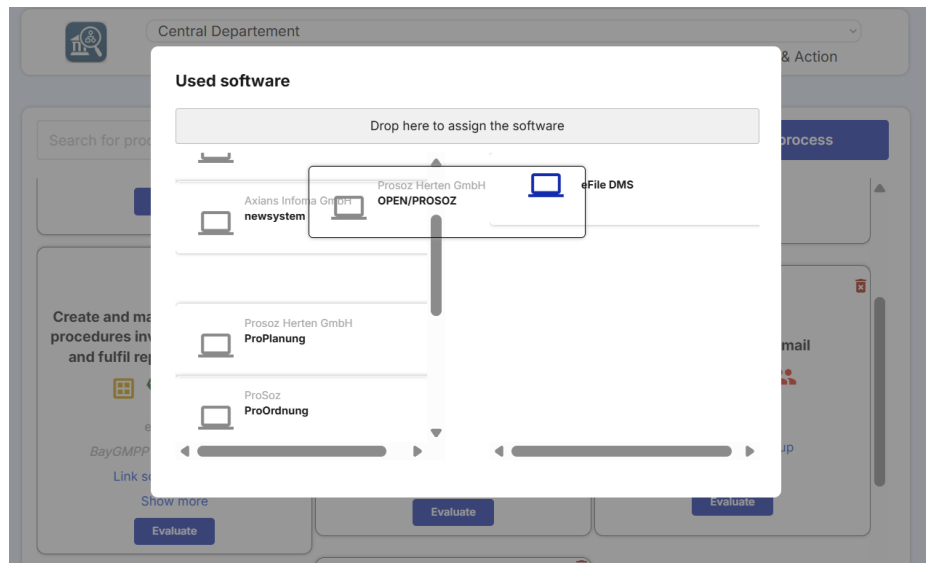 Central Departement
& Action
Used software
Drop here to assign the software
Search for proc
process
Prosoz Herten GmbH
OPEN/PROSOZ
eFile DMS
Axians Infoma GmbH
newsystem
Create and ma
procedures inv
and fulfil rep
Prosoz Herten GmbH
ProPlanung
mail
ProSoz
ProOrdnung
e
BayGMPP
up
Link so
Show more
Evaluate
Evaluate
Evaluate